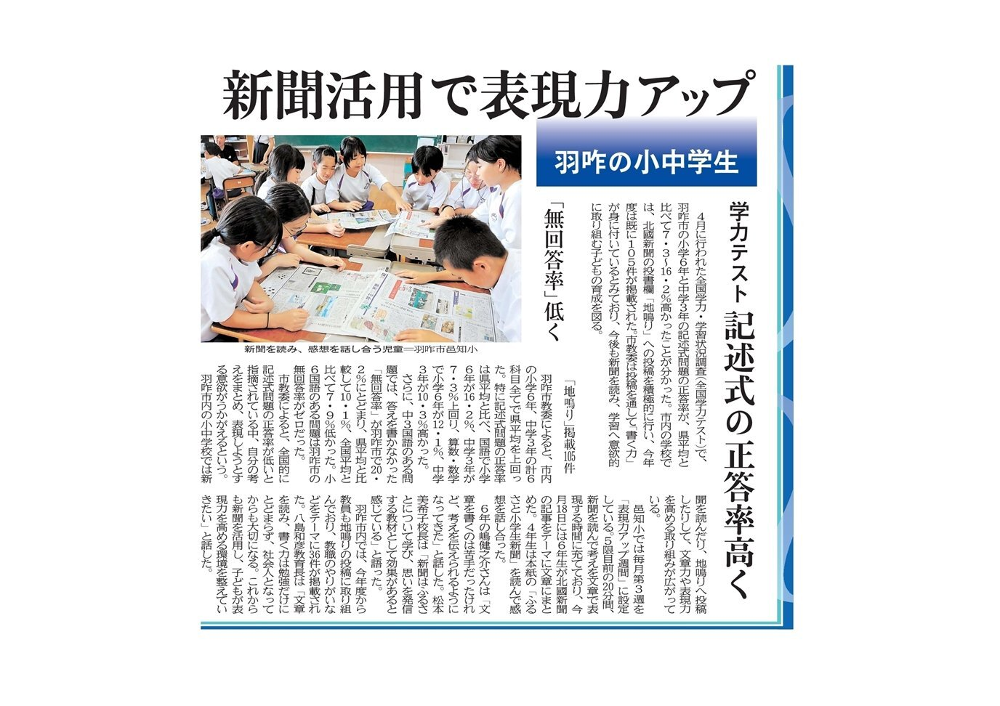 新聞活用で表現力アップ
羽咋の小中学生
学力テスト 記述式の正答率高く
４月に行われた全国学力・学習状況調査（全国学力テスト）で、
羽咋市の小学６年と中学３年の記述式問題の正答率が、県平均と
比べて７・３〜16・２％高かったことが分かった。市内の学校で
は、北國新聞の投書欄「地鳴り」への投稿を積極的に行い、今年
度は既に１０５件が掲載された。市教委は投稿を通して「書く力」
が身に付いているとみており、今後も新聞を読み、学習へ意欲的
に取り組む子どもの育成を図る。
「無回答率」低く
新聞を読み、感想を話し合う児童＝羽咋市邑知小
「地鳴り」掲載105件
羽咋市教委によると、市内
の小学６年、中学３年の計６
科目全てで県平均を上回っ
た。特に記述式問題の正答率
は県平均と比べ、国語で小学
６年が16・２％、中学３年が
７・３％上回り、算数・数学
で小学６年が12・１％、中学
３年が10・３％高かった。
さらに、中３国語のある問
題では、答えを書かなかった
「無回答率」が羽咋市で20・
２％にとどまり、県平均と比
較して10・１％、全国平均と
比べて７・９％低かった。小
６国語のある問題は羽咋市の
無回答率がゼロだった。
市教委によると、全国的に
記述式問題の正答率が低いと
指摘されている中、自分の考
えをまとめ、表現しようとす
る意欲がうかがえるという。
羽咋市内の小中学校では新
聞を読んだり、地鳴りへ投稿
したりして、文章力や表現力
を高める取り組みが広がって
いる。
邑知小では毎月第３週を
「表現力アップ週間」に設定
している。５限目前の20分間、
新聞を読んで考えを文章で表
現する時間に充てており、今
月18日には６年生が北國新聞
の記事をテーマに文章にまと
めた。４年生は本紙の「ふる
さと小学生新聞」を読んで感
想を話し合った。
６年の嶋健之介さんは「文
章を書くのは苦手だったけれ
ど、考えを伝えられるように
なってきた」と話した。松本
美希子校長は「新聞はふるさ
とについて学び、思いを発信
する教材として効果があると
感じている」と語った。
羽咋市内では、今年度から
教員も地鳴りの投稿に取り組
んでおり、教職のやりがいな
どをテーマに36件が掲載され
た。八島和彦教育長は「文章
を読み、書く力は勉強だけに
とどまらず、社会人となって
からも大切になる。これから
も新聞を活用し、子どもが表
現力を高める環境を整えてい
きたい」と話した。